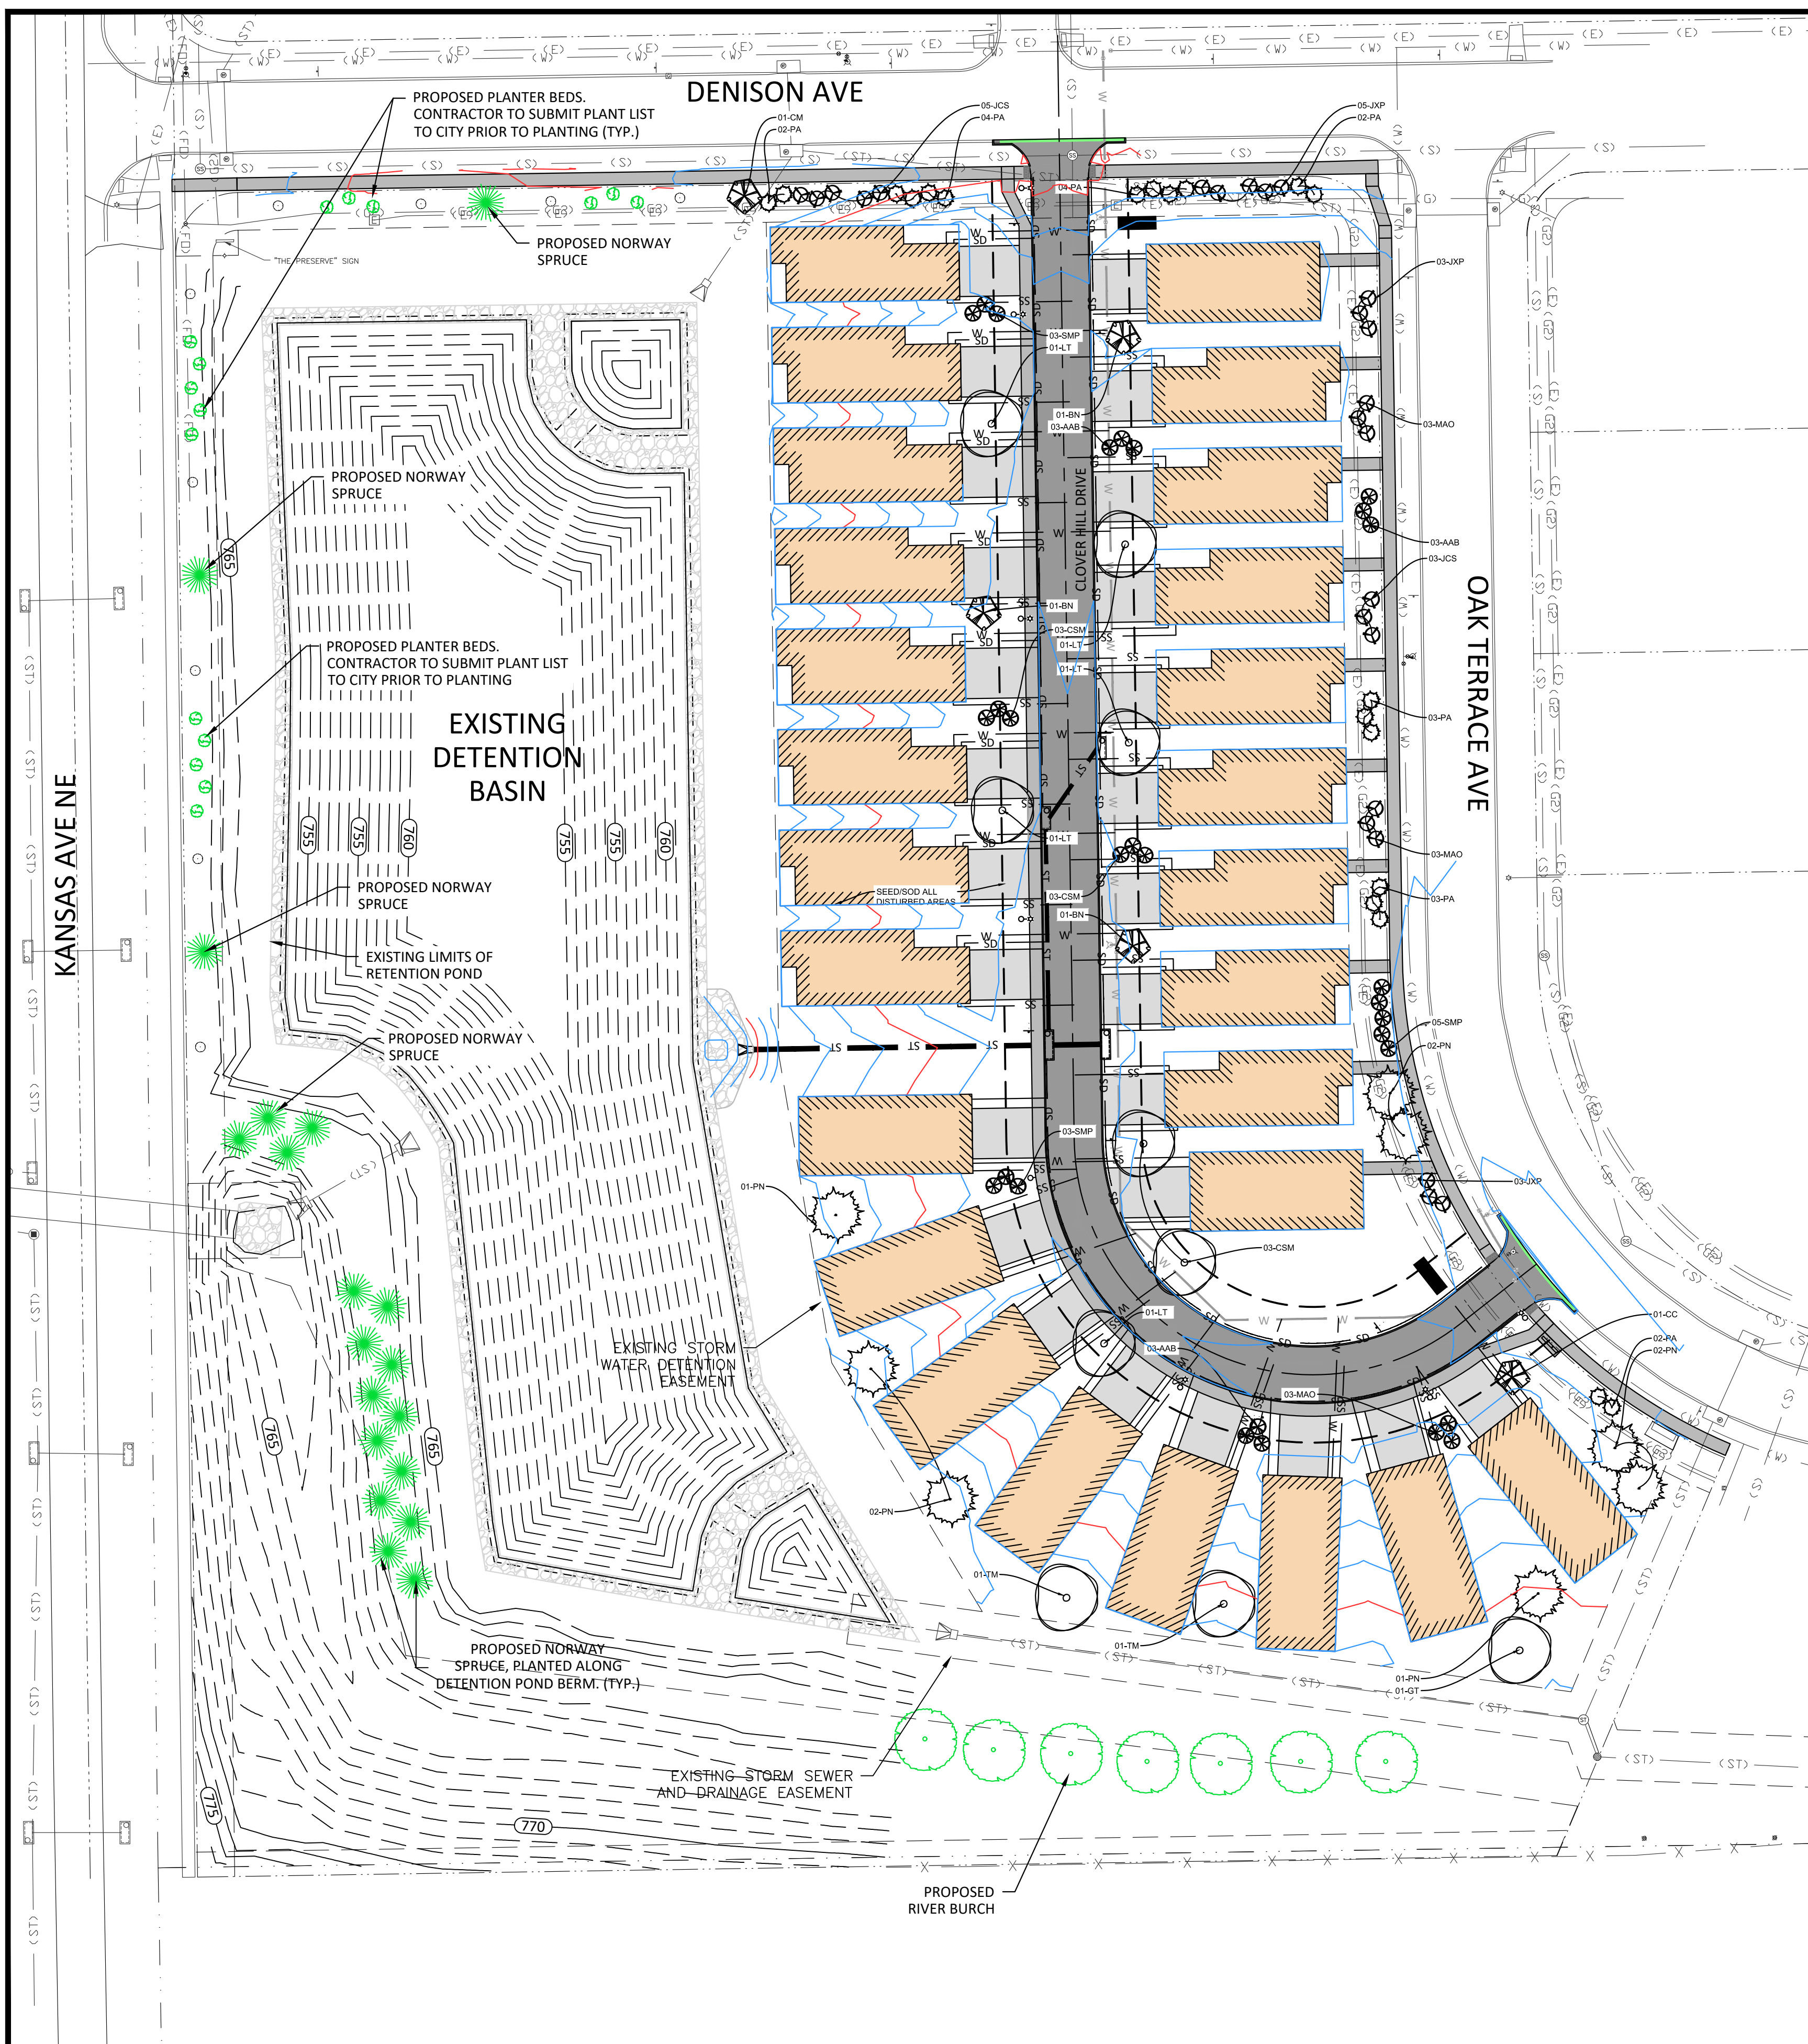 DENISON AVE
PROPOSED PLANTER BEDS.
CONTRACTOR TO SUBMIT PLANT LIST
TO CITY PRIOR TO PLANTING (TYP.)
01-CM
02-PA
05-JCS
04-PA
05-JXP
02-PA
04-PA
PROPOSED NORWAY
SPRUCE
"THE PRESERVE" SIGN
03-JXP
03-SMP
01-LT
01-BN
03-AAB
03-MAO
CLOVER HILL DRIVE
PROPOSED NORWAY
SPRUCE
765
03-AAB
03-JCS
OAK TERRACE AVE
01-BN
03-CSM
01-LT
01-LT
PROPOSED PLANTER BEDS.
CONTRACTOR TO SUBMIT PLANT LIST
TO CITY PRIOR TO PLANTING
EXISTING
DETENTION
BASIN
03-PA
KANSAS AVE NE
755
755
760
755
755
760
01-LT
03-MAO
PROPOSED NORWAY
SPRUCE
SEED/SOD ALL
DISTURBED AREAS
03-CSM
01-BN
03-PA
EXISTING LIMITS OF
RETENTION POND
PROPOSED NORWAY
SPRUCE
05-SMP
02-PN
ST
ST
ST
03-SMP
01-PN
03-JXP
03-CSM
01-LT
03-AAB
01-CC
02-PA
02-PN
EXISTING STORM
WATER DETENTION
EASEMENT
03-MAO
765
765
02-PN
01-TM
01-TM
01-PN
01-GT
PROPOSED NORWAY
SPRUCE, PLANTED ALONG
DETENTION POND BERM. (TYP.)
EXISTING STORM SEWER
AND DRAINAGE EASEMENT
775
770
PROPOSED
RIVER BURCH